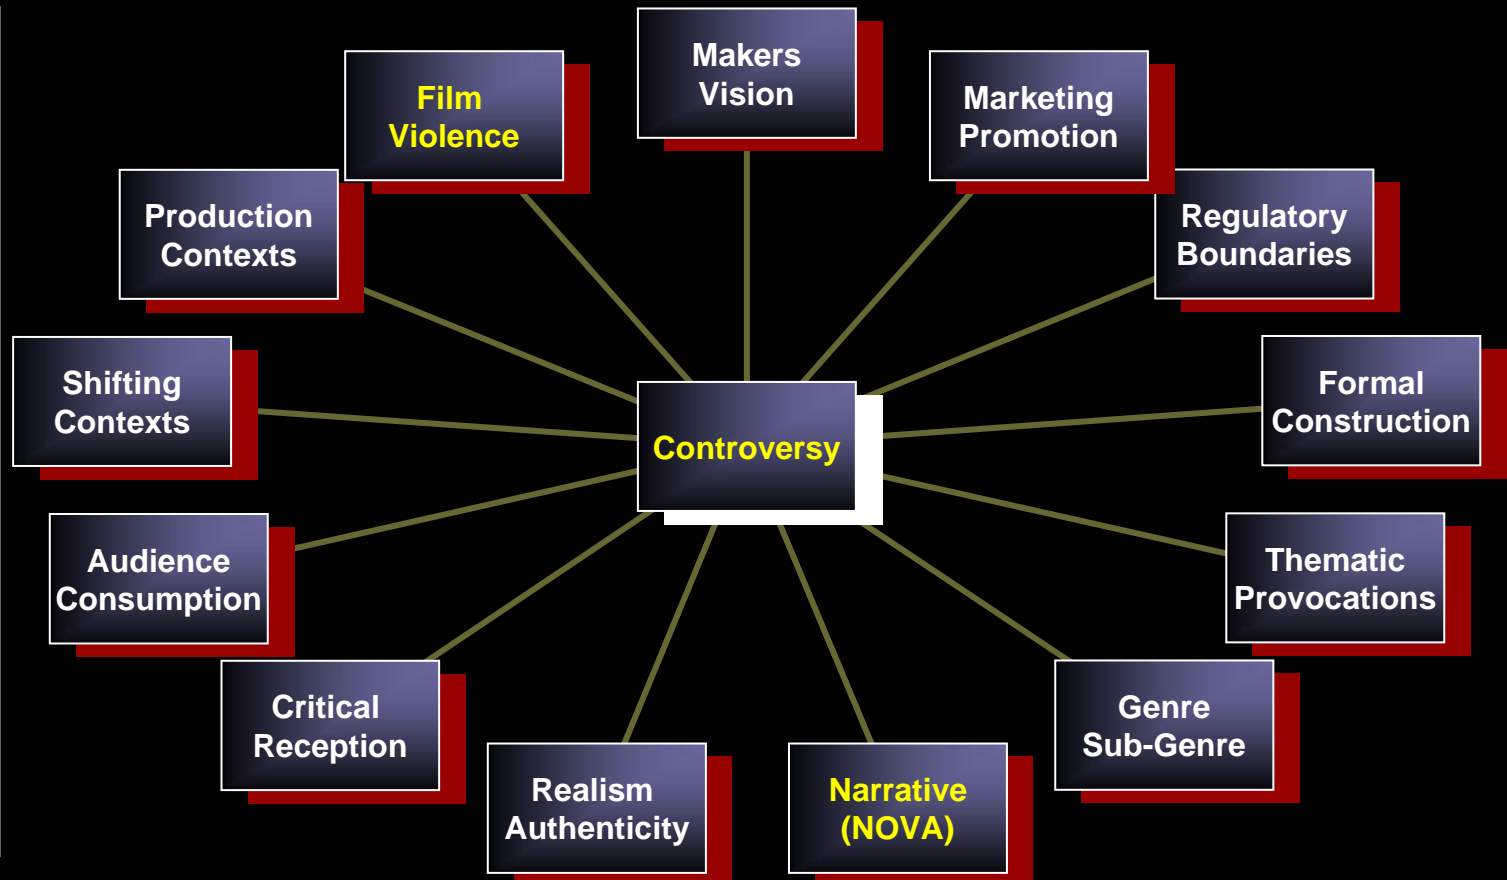 Makers
Vision
Film
Violence
Marketing
Promotion
Production
Contexts
Regulatory
Boundaries
Shifting
Contexts
Formal
Construction
Controversy
Audience
Consumption
Thematic
Provocations
Critical
Reception
Genre
Sub-Genre
Realism
Authenticity
Narrative
(NOVA)